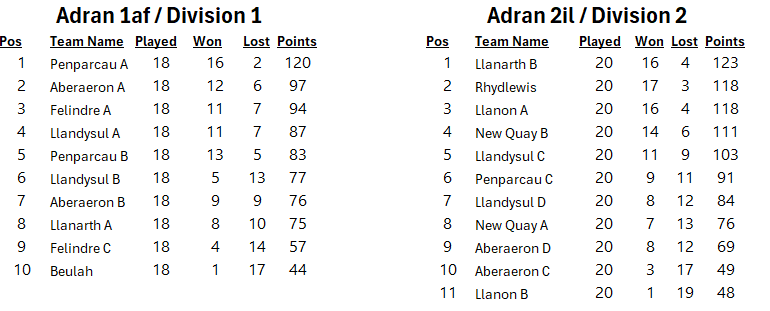 Adran 1af / Division 1
Pos Team Name Played Won Lost Points
1 Penparcau A 18 16 2 120
2 Aberaeron A 18 12 6 97
3 Felindre A 18 11 7 94
4 Llandysul A 18 11 7 87
5 Penparcau B 18 13 5 83
6 Llandysul B 18 5 13 77
7 Aberaeron B 18 9 9 76
8 Llanarth A 18 8 10 75
9 Felindre C 18 4 14 57
10 Beulah 18 1 17 44
Adran 2il / Division 2
Pos Team Name Played Won Lost Points
1 Llanarth B 20 16 4 123
2 Rhydlewis 20 17 3 118
3 Llanon A 20 16 4 118
4 New Quay B 20 14 6 111
5 Llandysul C 20 11 9 103
6 Penparcau C 20 9 11 91
7 Llandysul D 20 8 12 84
8 New Quay A 20 7 13 76
9 Aberaeron D 20 8 12 69
10 Aberaeron C 20 3 17 49
11 Llanon B 20 1 19 48